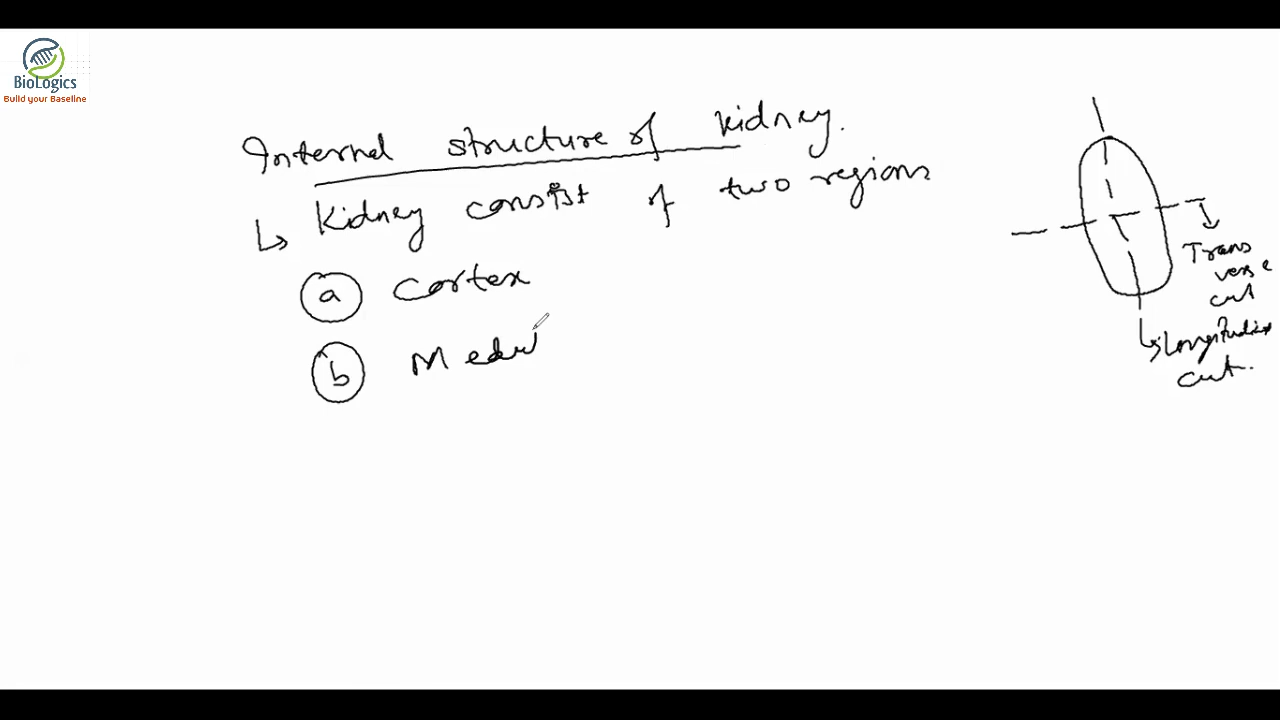 BioLogics
Build your Baseline
Internal structure of kidney.
↳ Kidney consist of two regions
a Cortex
b Medul
Trans
verse
cut
↳ Longitudin
cut.